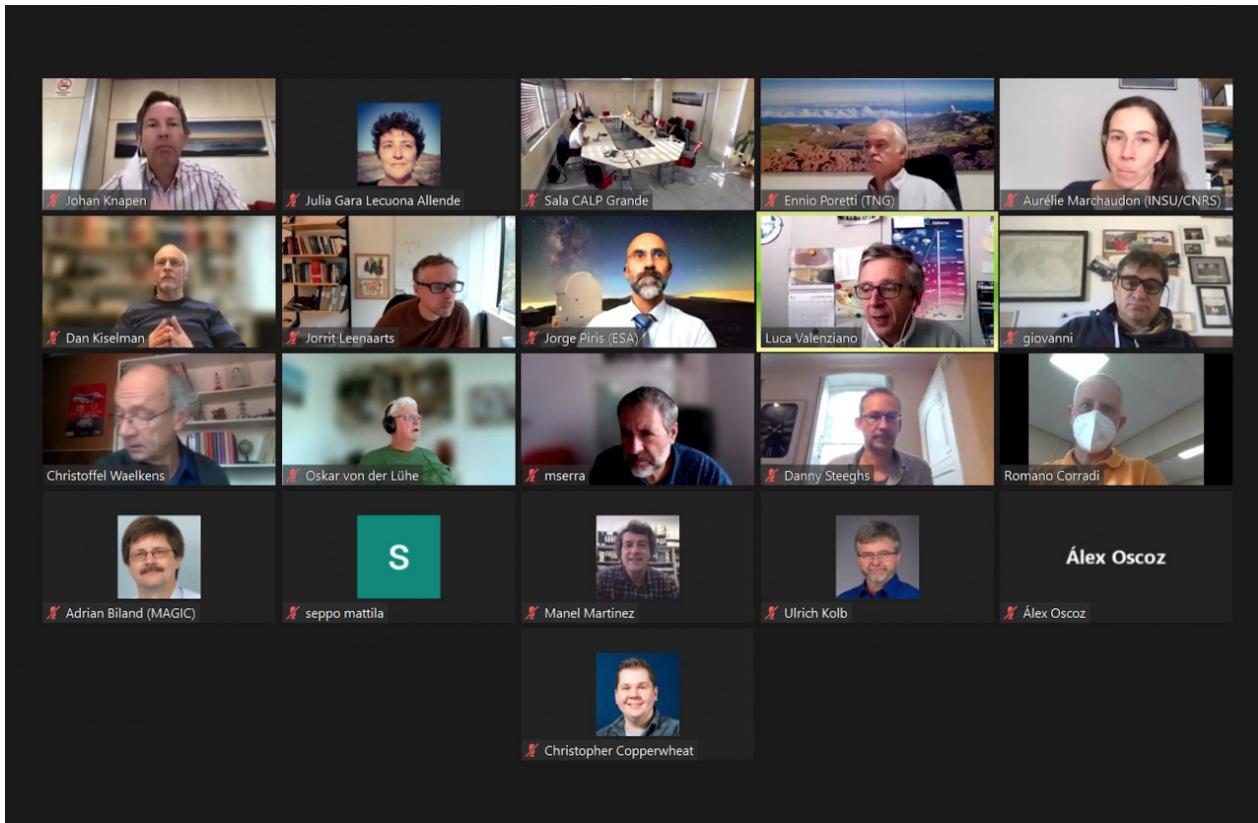 Johan Knapen
Julia Gara Lecuona Allende
Sala CALP Grande
Ennio Poretti (TNG)
Aurélie Marchaudon (INSU/CNRS)
Dan Kiselman
Jorrit Leenaarts
Jorge Piris (ESA)
Luca Valenziano
giovanni
Christoffel Waelkens
Oskar von der Lühe
mserra
Danny Steeghs
Romano Corradi
Adrian Biland (MAGIC)
S
seppo mattila
Manel Martinez
Ulrich Kolb
Álex Oscoz
Álex Oscoz
Christopher Copperwheat